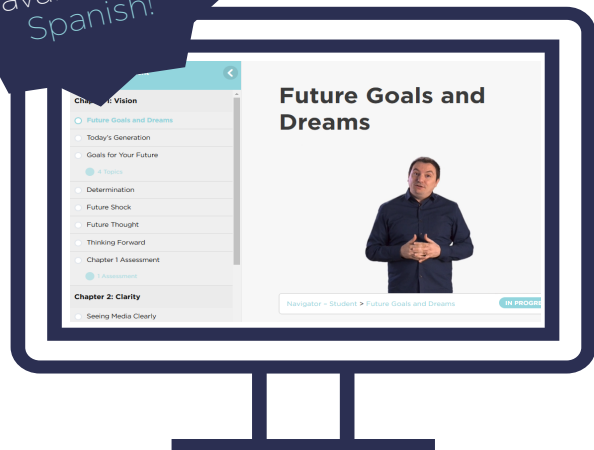 Spanish!
Chapter 1: Vision
Future Goals and Dreams
Today's Generation
Goals for Your Future
4 Topics
Determination
Future Shock
Future Thought
Thinking Forward
Chapter 1 Assessment
1 Assessment
Chapter 2: Clarity
Seeing Media Clearly
Future Goals and
Dreams
Navigator – Student > Future Goals and Dreams
IN PROGRE